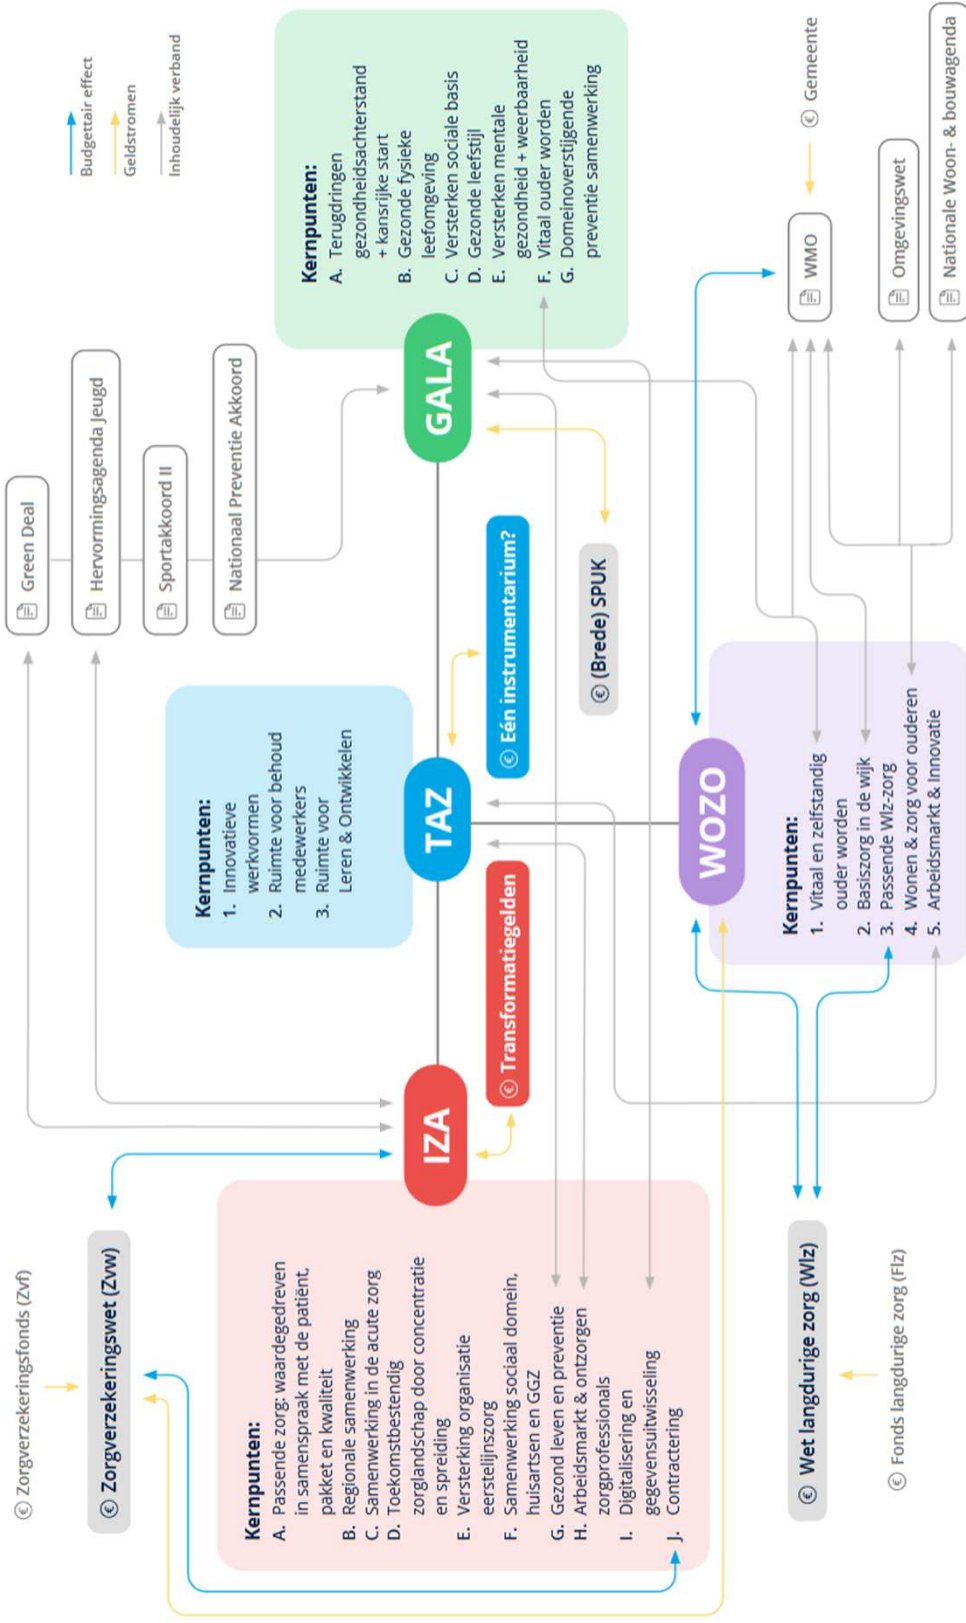 € Zorgverzekeringsfonds (Zvf)
€ Zorgverzekeringswet (Zvw)
Green Deal
Hervormingsagenda Jeugd
Sportakkoord II
Nationaal Preventie Akkoord
Budgettair effect
Geldstromen
Inhoudelijk verband
Kernpunten:
A. Passende zorg: waardegedreven
in samenspraak met de patiënt,
pakket en kwaliteit
B. Regionale samenwerking
C. Samenwerking in de acute zorg
D. Toekomstbestendig
zorglandschap door concentratie
en spreiding
E. Versterking organisatie
eerstelijnszorg
F. Samenwerking sociaal domein,
huisartsen en GGZ
G. Gezond leven en preventie
H. Arbeidsmarkt & ontzorgen
zorgprofessionals
I. Digitalisering en
gegevensuitwisseling
J. Contractering
IZA
€ Transformatiegelden
Kernpunten:
1. Innovatieve
werkvormen
2. Ruimte voor behoud
medewerkers
3. Ruimte voor
Leren & Ontwikkelen
TAZ
€ Eén instrumentarium?
€ (Brede) SPUK
GALA
Kernpunten:
A. Terugdringen
gezondheidsachterstand
+ kansrijke start
B. Gezonde fysieke
leefomgeving
C. Versterken sociale basis
D. Gezonde leefstijl
E. Versterken mentale
gezondheid + weerbaarheid
F. Vitaal ouder worden
G. Domeinoverstijgende
preventie samenwerking
WOZO
Kernpunten:
1. Vitaal en zelfstandig
ouder worden
2. Basiszorg in de wijk
3. Passende Wlz-zorg
4. Wonen & zorg voor ouderen
5. Arbeidsmarkt & Innovatie
€ Wet langdurige zorg (Wlz)
€ Fonds langdurige zorg (Flz)
WMO
€ Gemeente
Omgevingswet
Nationale Woon- & bouwagenda